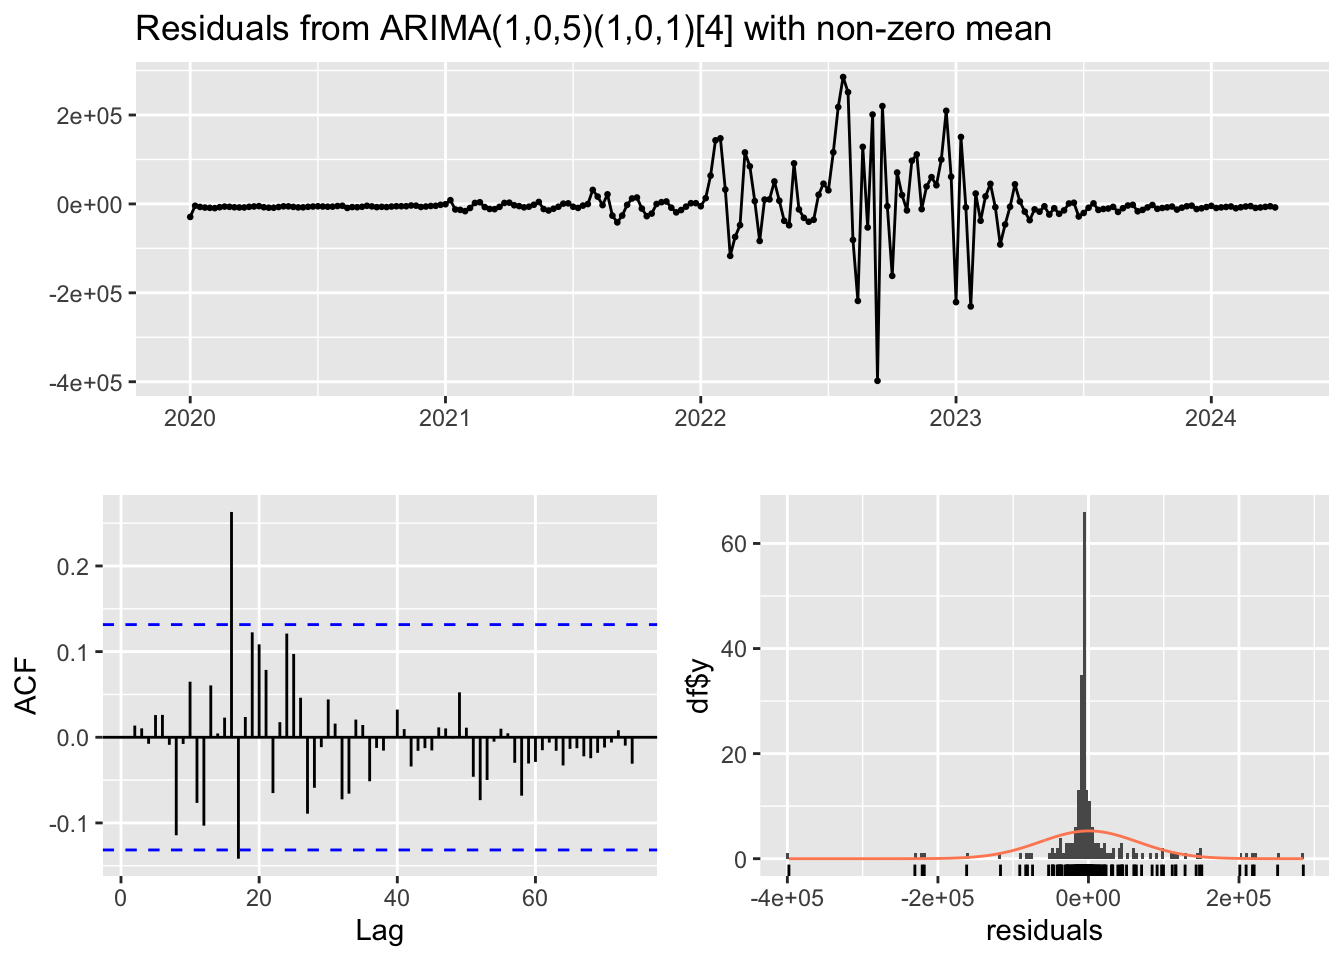 Residuals from ARIMA(1,0,5)(1,0,1)[4] with non-zero mean
2e+05
0e+00
-2e+05
-4e+05
2020 2021 2022 2023 2024
ACF
0.2
0.1
0.0
-0.1
0 20 40 60
Lag
df$y
60
40
20
0
-4e+05 -2e+05 0e+00 2e+05
residuals